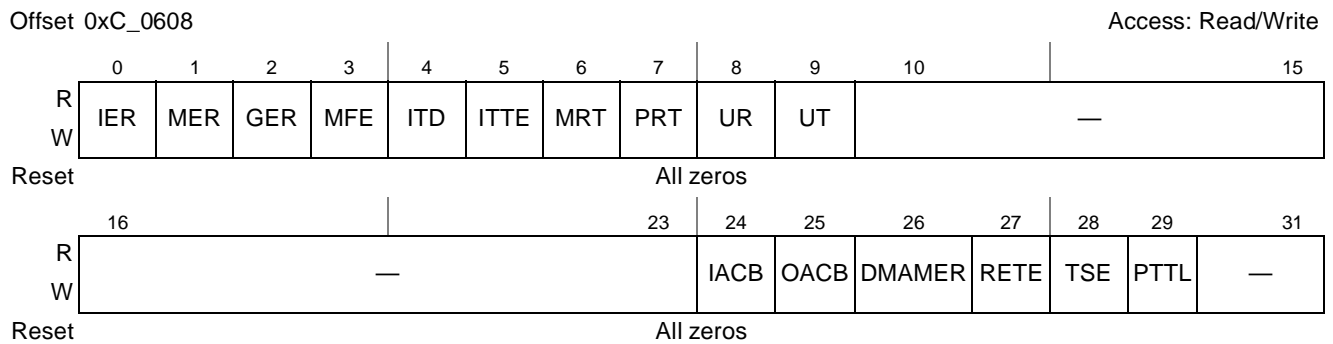 Offset 0xC_0608 Access: Read/Write
0 1 2 3 4 5 6 7 8 9 10 15
R
W
IER MER GER MFE ITD ITTE MRT PRT UR UT —
Reset All zeros
16 23 24 25 26 27 28 29 31
R
W
— IACB OACB DMAMER RETE TSE PTTL —
Reset All zeros